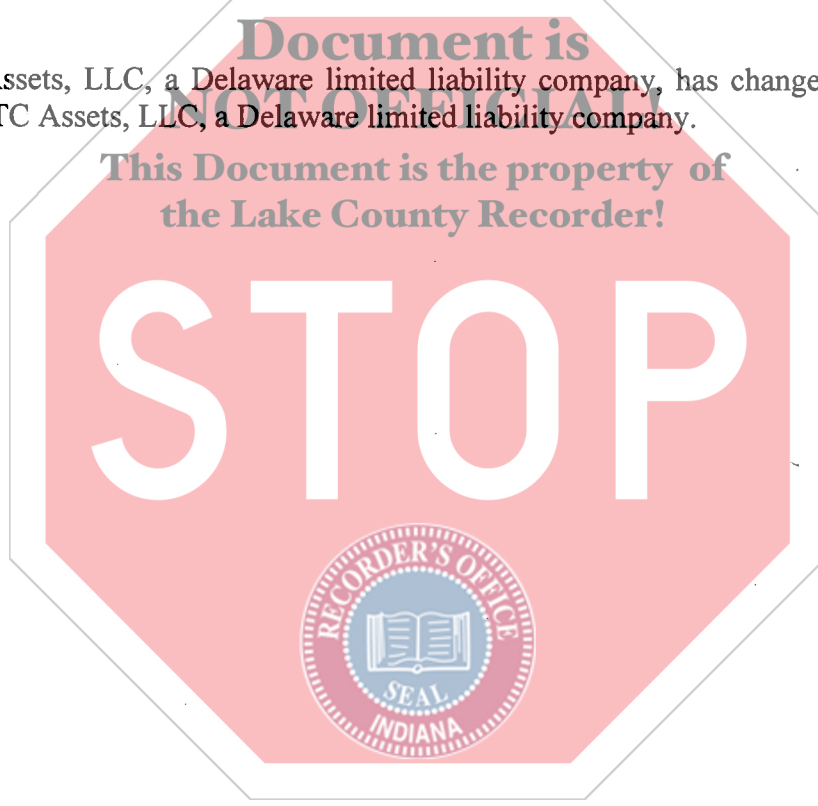 Document is
ssets, LLC, a Delaware limited liability company, has change
NOT OFFICIAL!
TC Assets, LLC, a Delaware limited liability company.
This Document is the property of
the Lake County Recorder!
STOP
RECORDER'S OFFICE
SEAL
INDIANA